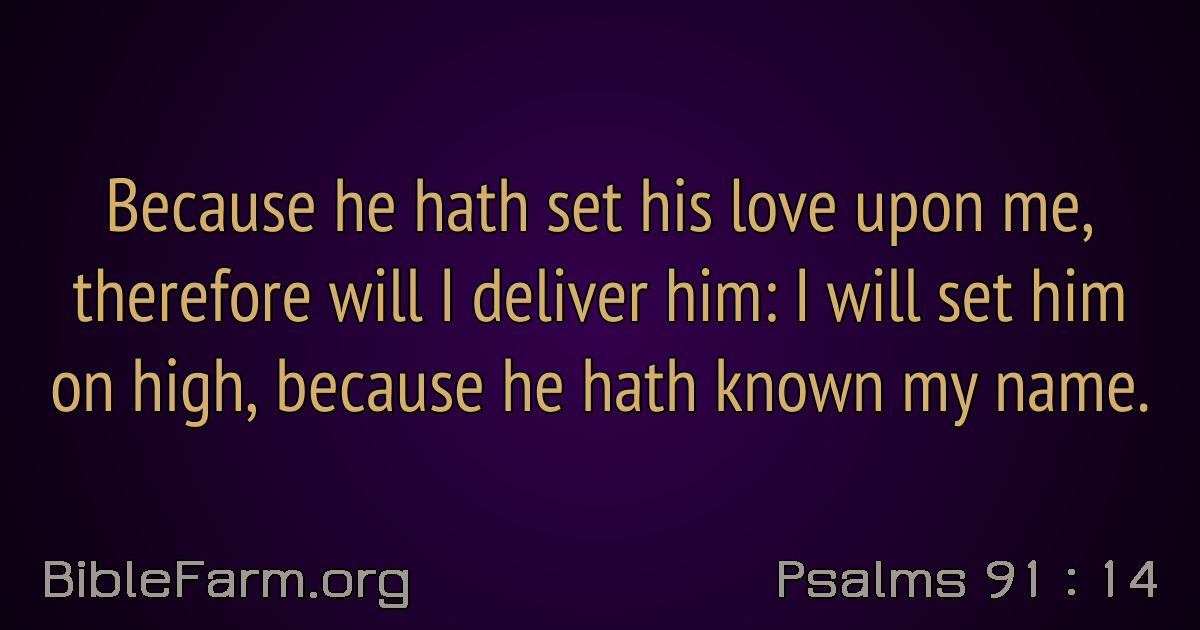 Because he hath set his love upon me,
therefore will I deliver him: I will set him
on high, because he hath known my name.
BibleFarm.org
Psalms 91 : 14